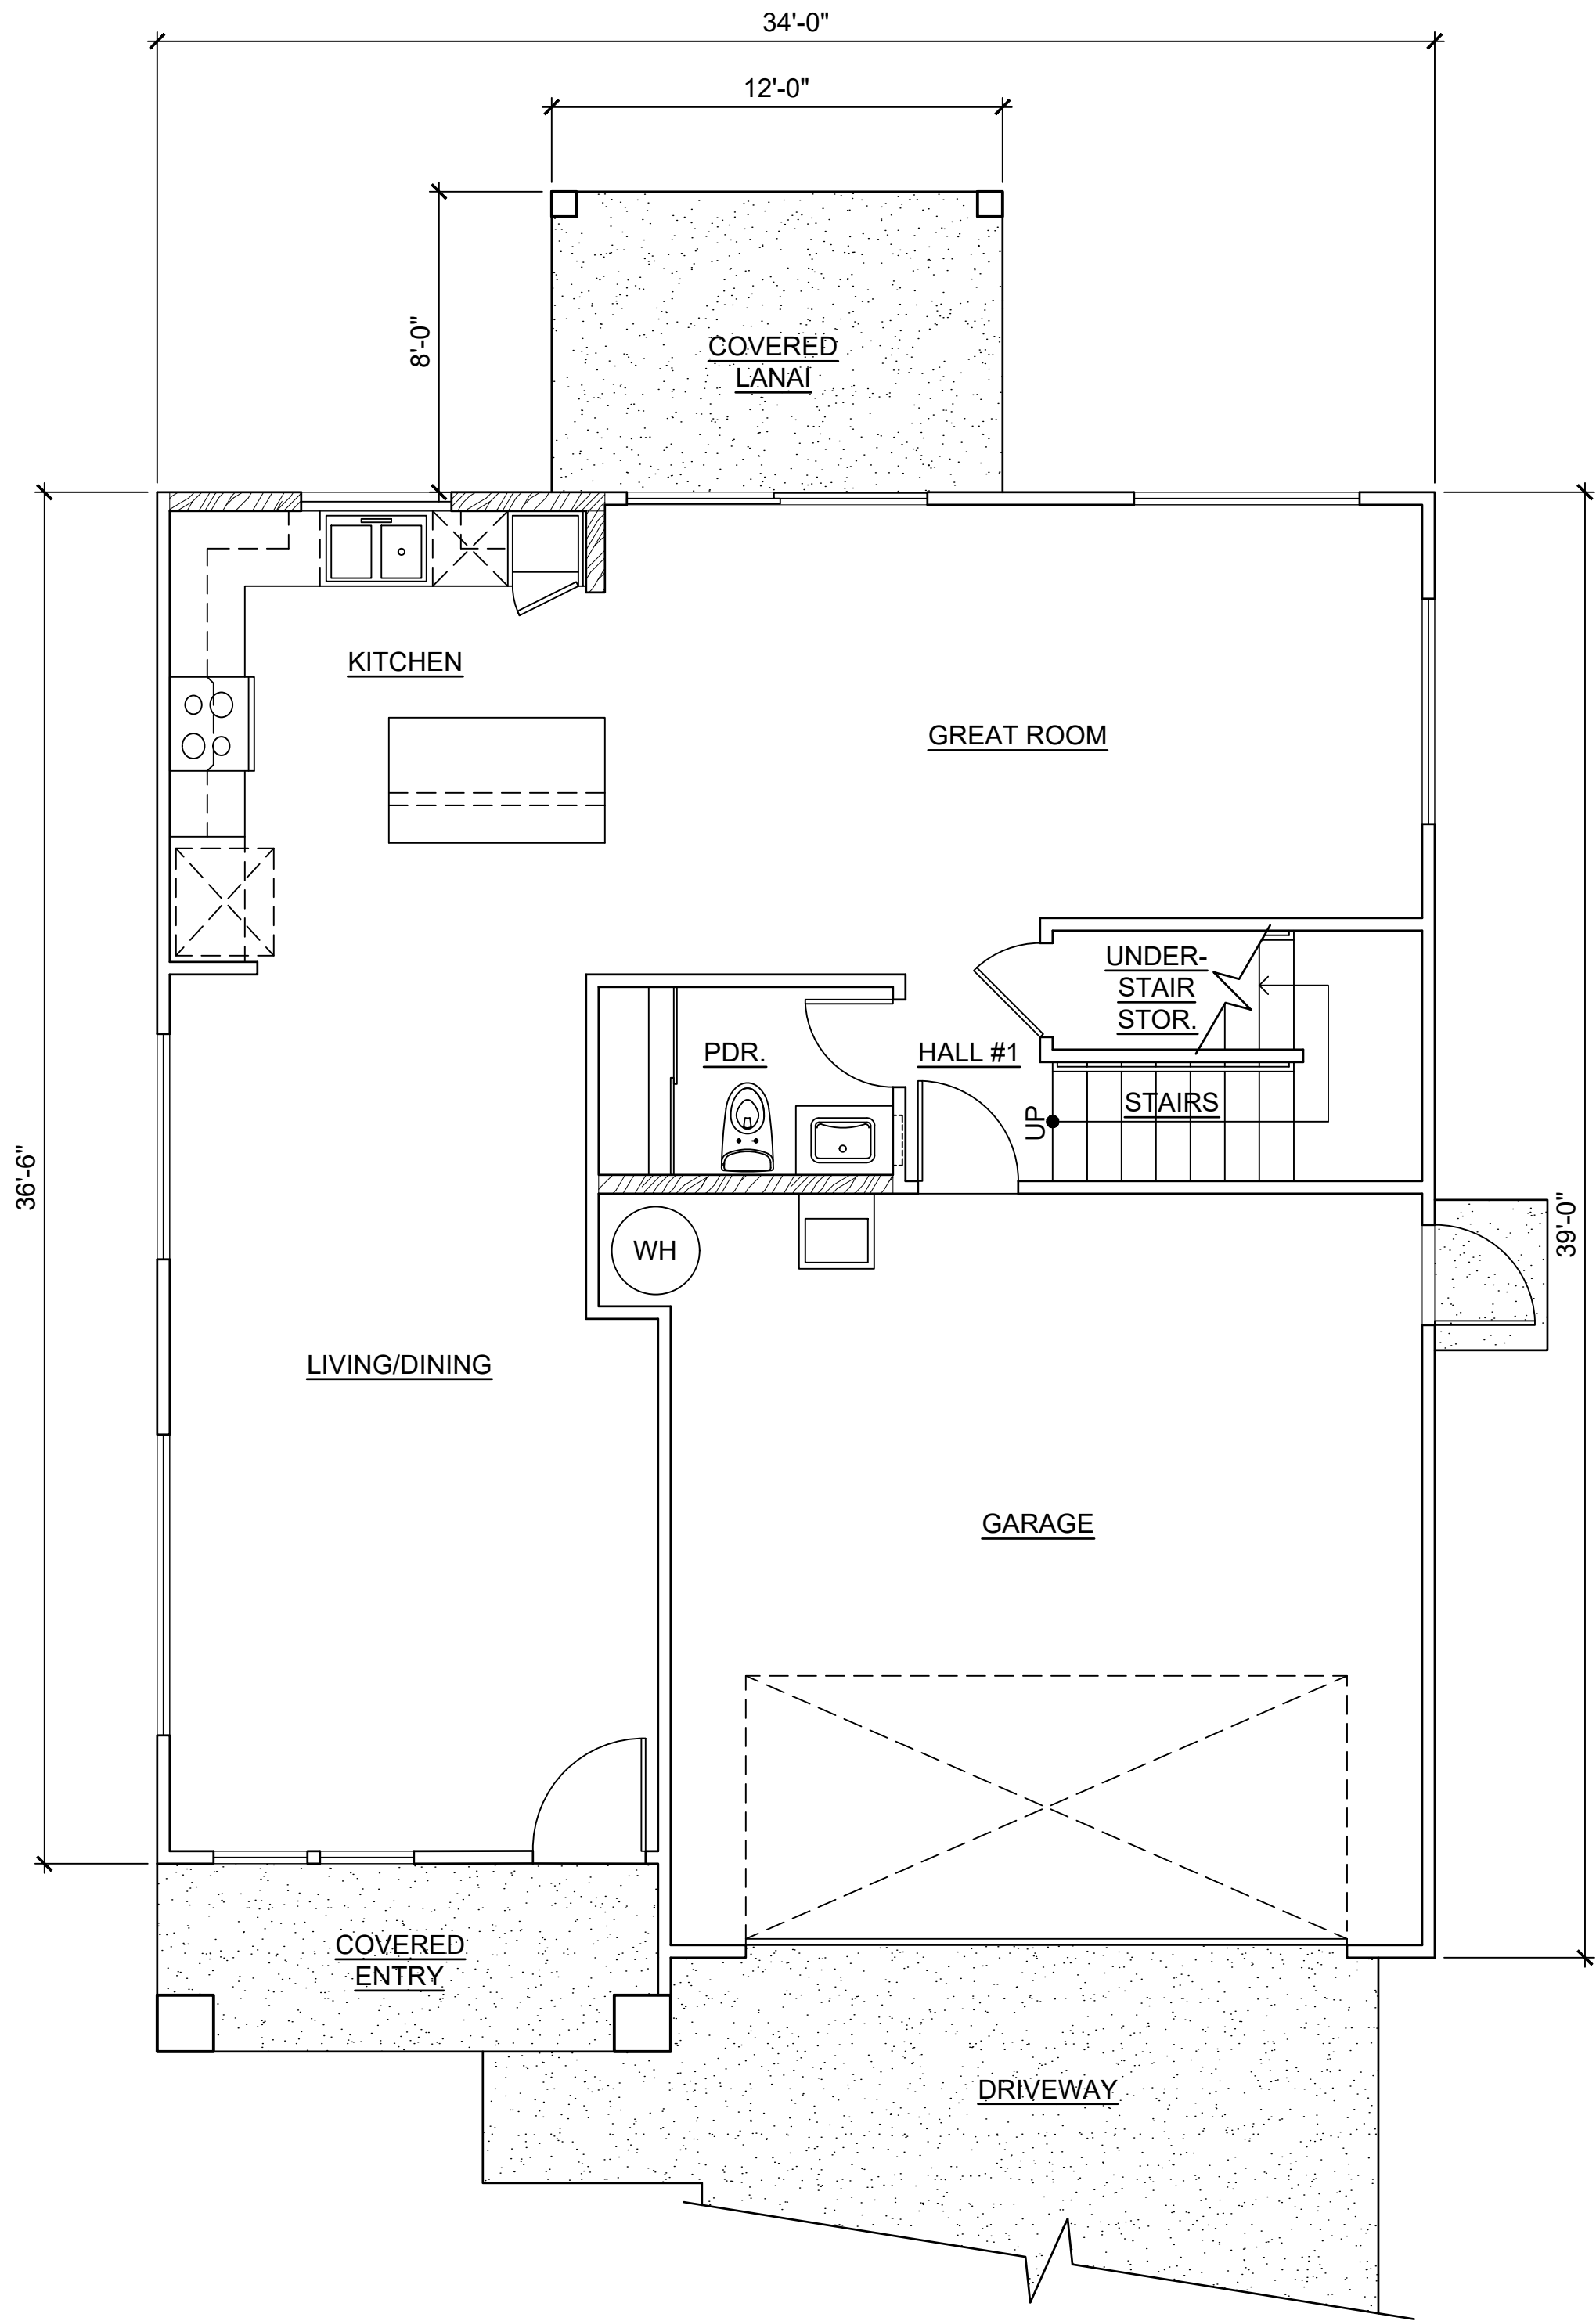 34'-0"
12'-0"
8'-0"
COVERED
LANAI
KITCHEN
GREAT ROOM
UNDER-
STAIR
STOR.
PDR.
HALL #1
UP
STAIRS
36'-6"
39'-0"
WH
LIVING/DINING
GARAGE
COVERED
ENTRY
DRIVEWAY